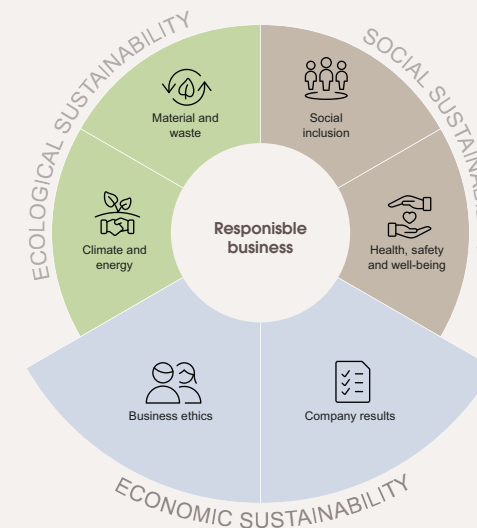 ECOLOGICAL SUSTAINABILITY
Material and
waste
Climate and
energy
SOCIAL
Social
inclusion
Health, safety
and well-being
Responisble
business
Business ethics
Company results
ECONOMIC SUSTAINABILITY